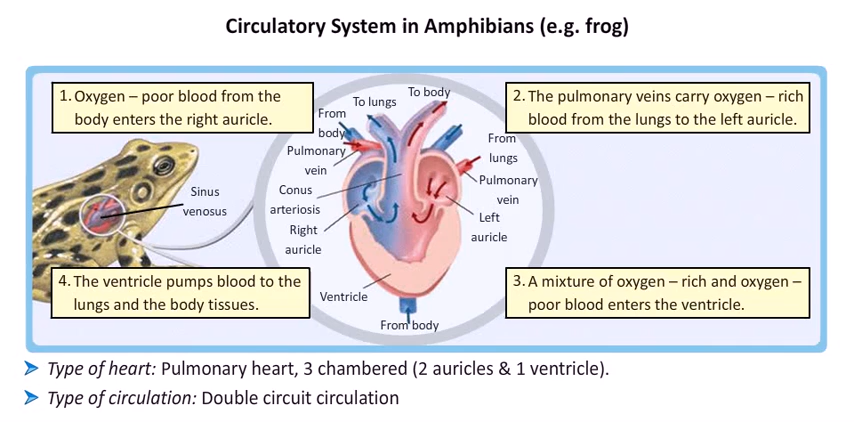 Circulatory System in Amphibians (e.g. frog)
1. Oxygen – poor blood from the
body enters the right auricle.
2. The pulmonary veins carry oxygen – rich
blood from the lungs to the left auricle.
To body
To lungs
From
body
Pulmonary
vein
From
lungs
Pulmonary
vein
Sinus
venosus
Conus
arteriosis
Right
auricle
Left
auricle
Ventricle
From body
4. The ventricle pumps blood to the
lungs and the body tissues.
3. A mixture of oxygen – rich and oxygen –
poor blood enters the ventricle.
Type of heart: Pulmonary heart, 3 chambered (2 auricles & 1 ventricle).
Type of circulation: Double circuit circulation